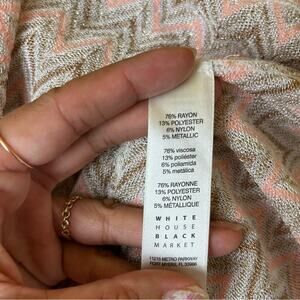 76% RAYON
13% POLYESTER
6% NYLON
5% METALLIC
76% viscosa
13% poliéster
6% poliamida
5% metálica
76% RAYONNE
13% POLYESTER
6% NYLON
5% MÉTALLIQUE
WHITE
HOUSE
BLACK
MARKET
11215 METRO PARKWAY
FORT MYERS, FL 33966